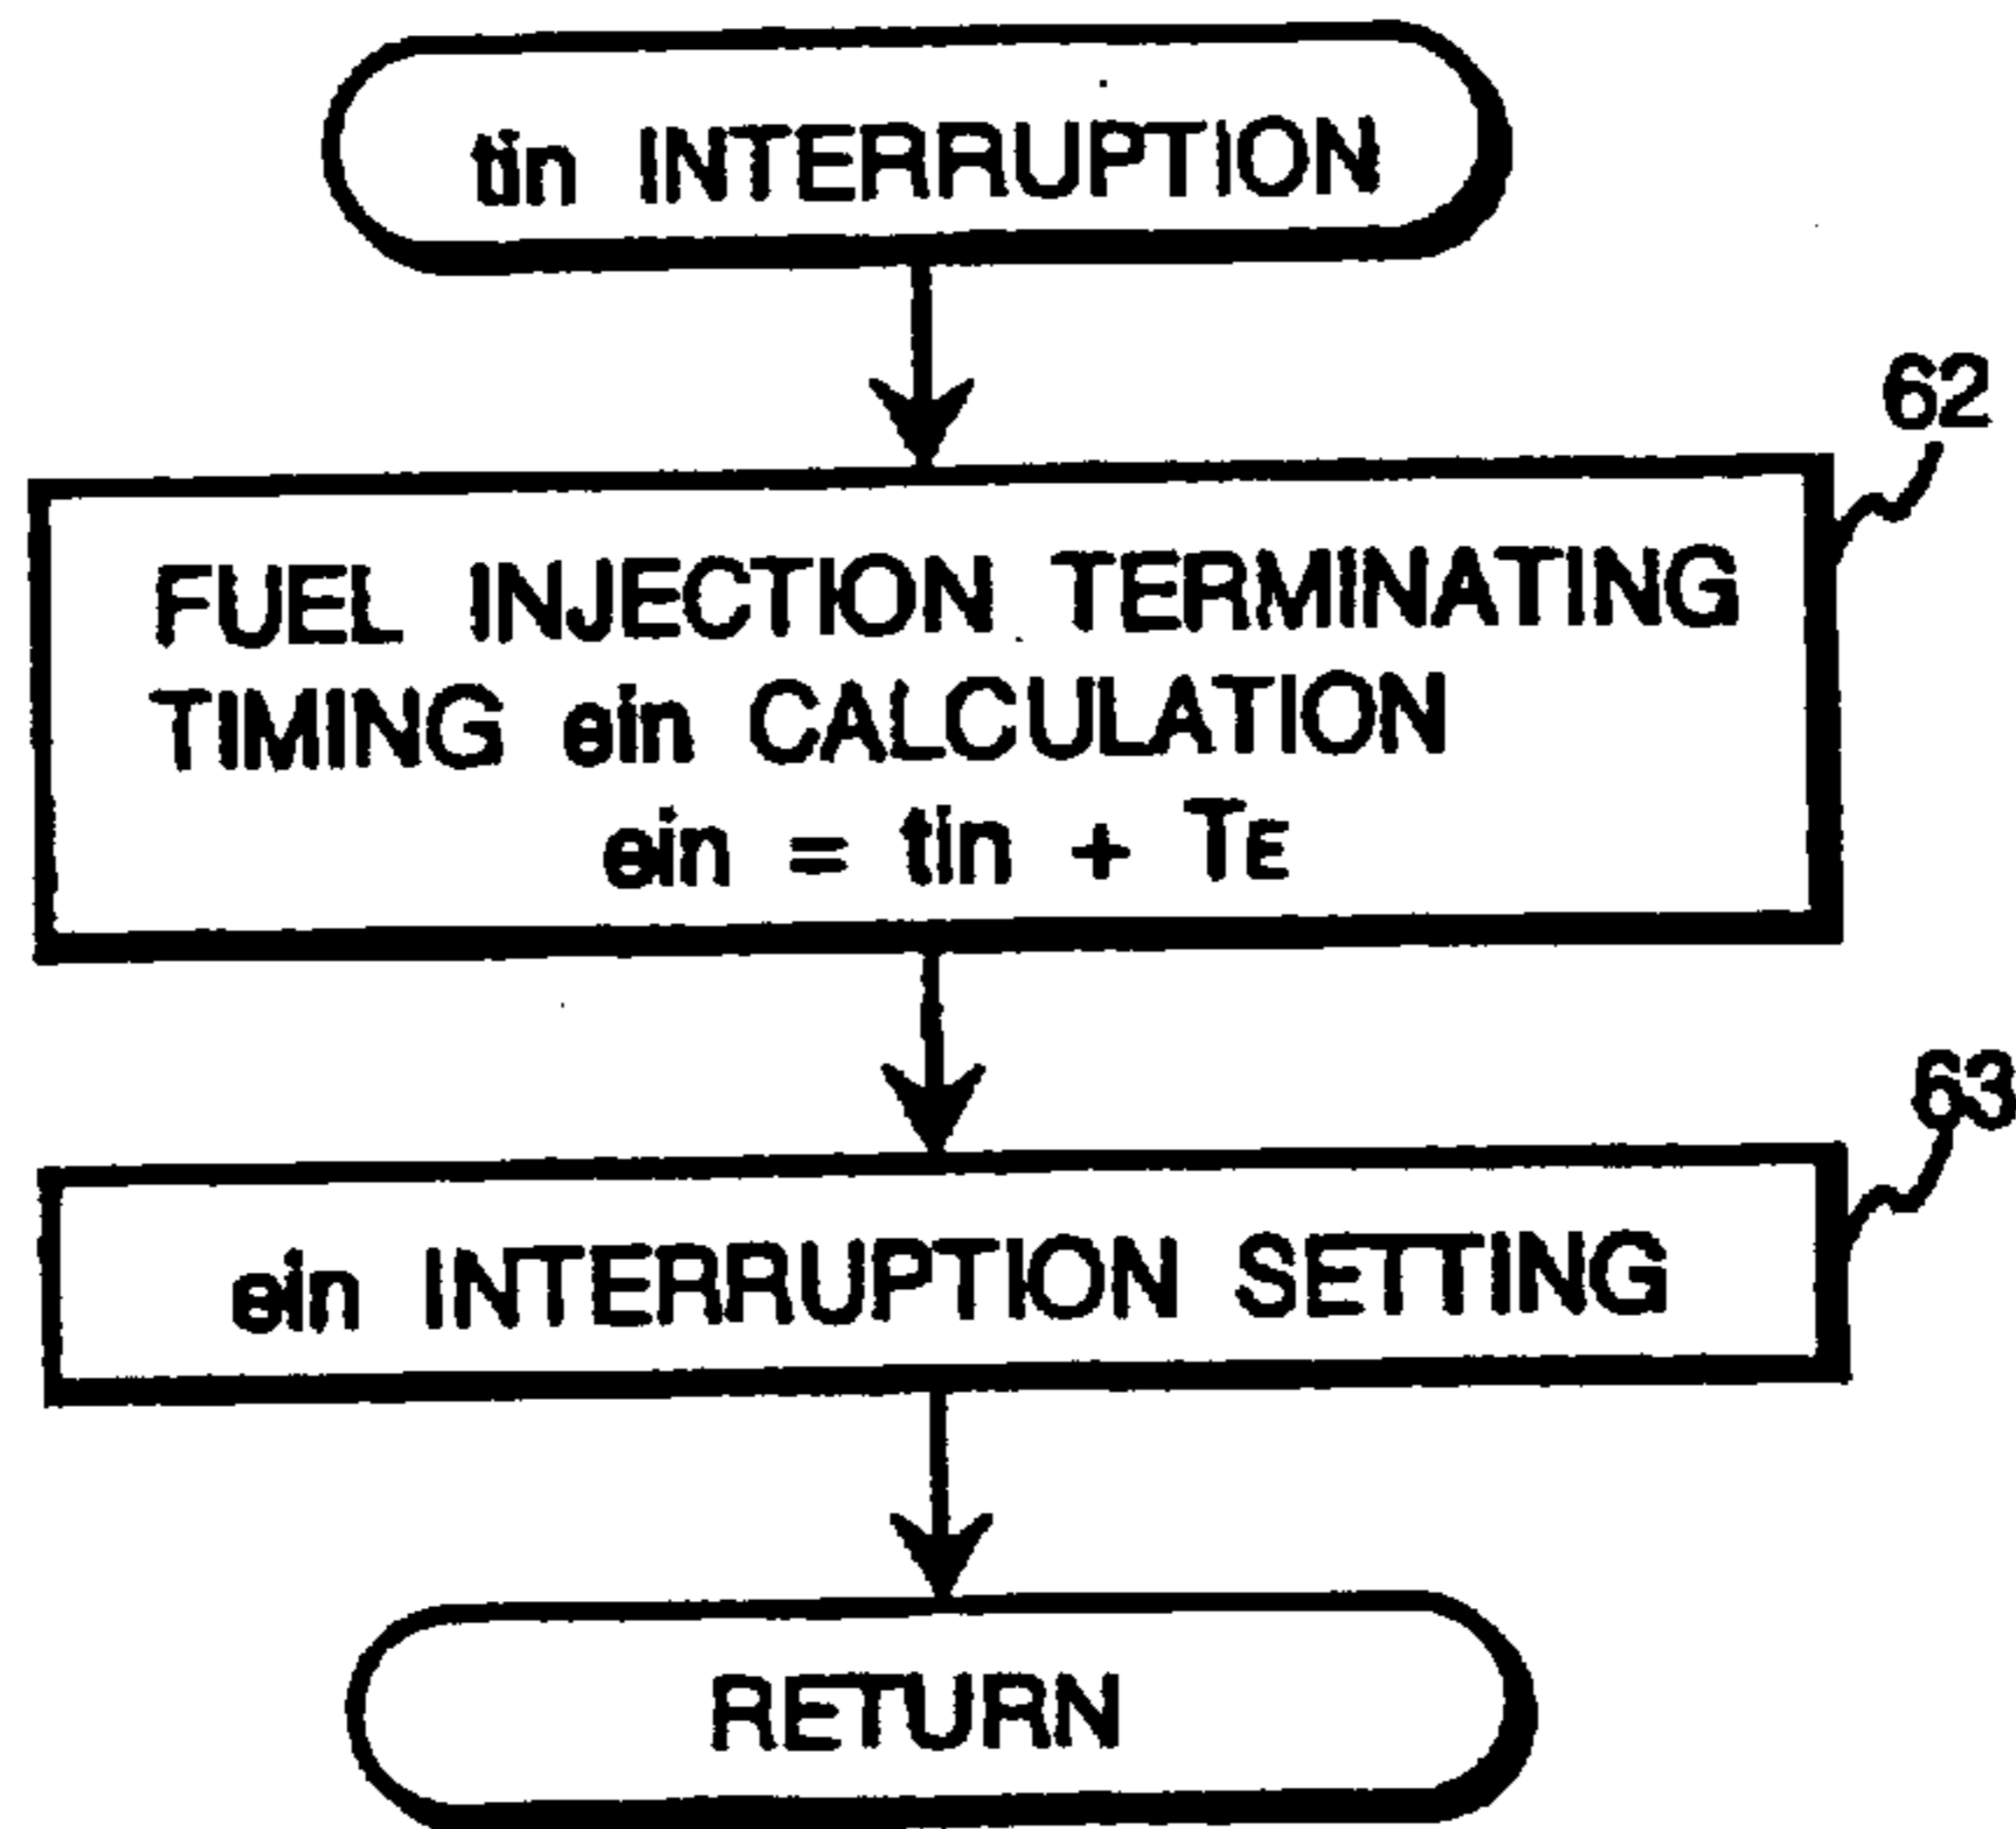 tin INTERRUPTION
62
FUEL INJECTION TERMINATING
TIMING ein CALCULATION
ein = tin + TE
63
ein INTERRUPTION SETTING
RETURN